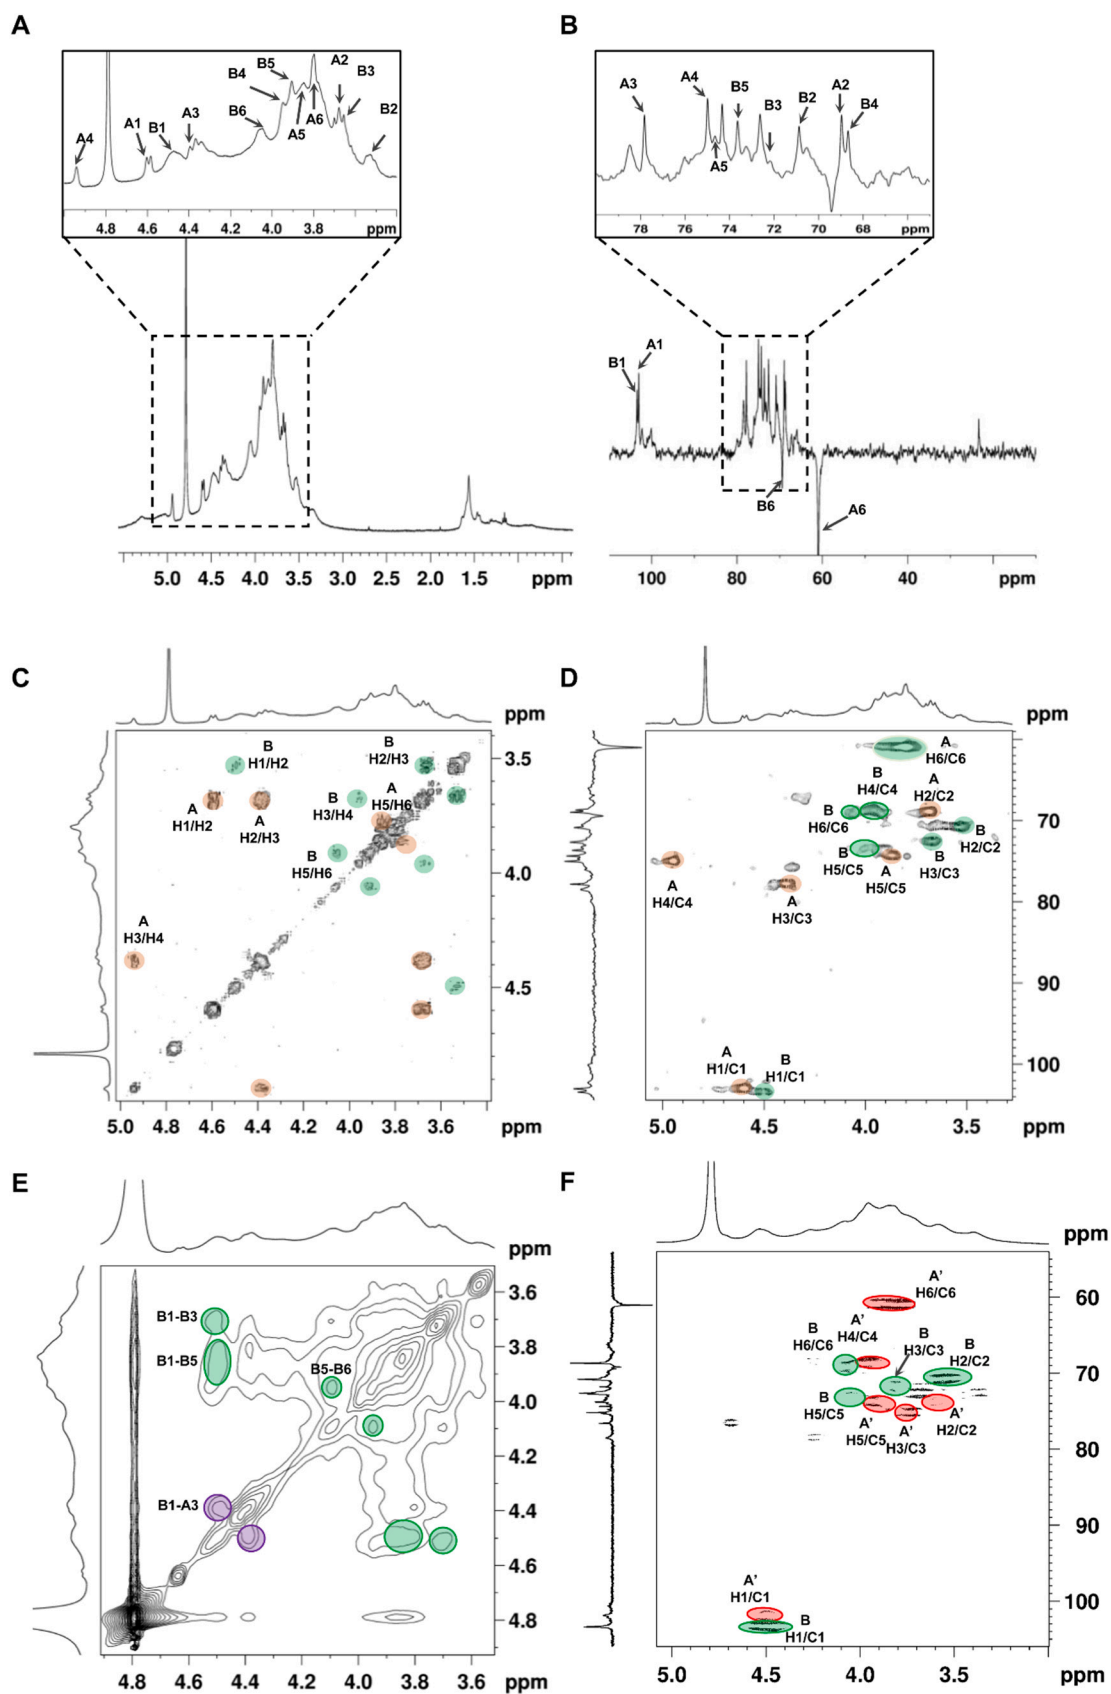 A
B
A4
A1
B1
A3
B6
B4
B5
A5
A6
A2
B3
B2
4.8 4.6 4.4 4.2 4.0 3.8 ppm
A3
A4
A5
B5
B3
B2
A2
B4
78 76 74 72 70 68 ppm
5.0 4.5 4.0 3.5 3.0 2.5 2.0 1.5 ppm
B1
A1
B6
A6
100 80 60 40 ppm
C
ppm
B
H1/H2
B
H2/H3
A
H1/H2
A
H2/H3
B
H3/H4
A
H5/H6
B
H5/H6
A
H3/H4
3.5
4.0
4.5
5.0 4.6 4.4 4.2 4.0 3.8 3.6 ppm
D
ppm
A
H6/C6
B
H4/C4
A
H2/C2
B
H6/C6
B
H2/C2
B
H5/C5
A
H5/C5
B
H3/C3
A
H4/C4
A
H3/C3
A
H1/C1
B
H1/C1
70
80
90
100
5.0 4.5 4.0 3.5 ppm
E
ppm
B1-B3
B1-B5
B5-B6
B1-A3
3.6
3.8
4.0
4.2
4.4
4.6
4.8
4.8 4.6 4.4 4.2 4.0 3.8 3.6 ppm
F
ppm
A'
H6/C6
B
H6/C6
A'
H4/C4
B
H3/C3
B
H2/C2
B
H5/C5
A'
H5/C5
A'
H3/C3
A'
H2/C2
A'
H1/C1
B
H1/C1
60
70
80
90
100
5.0 4.5 4.0 3.5 ppm